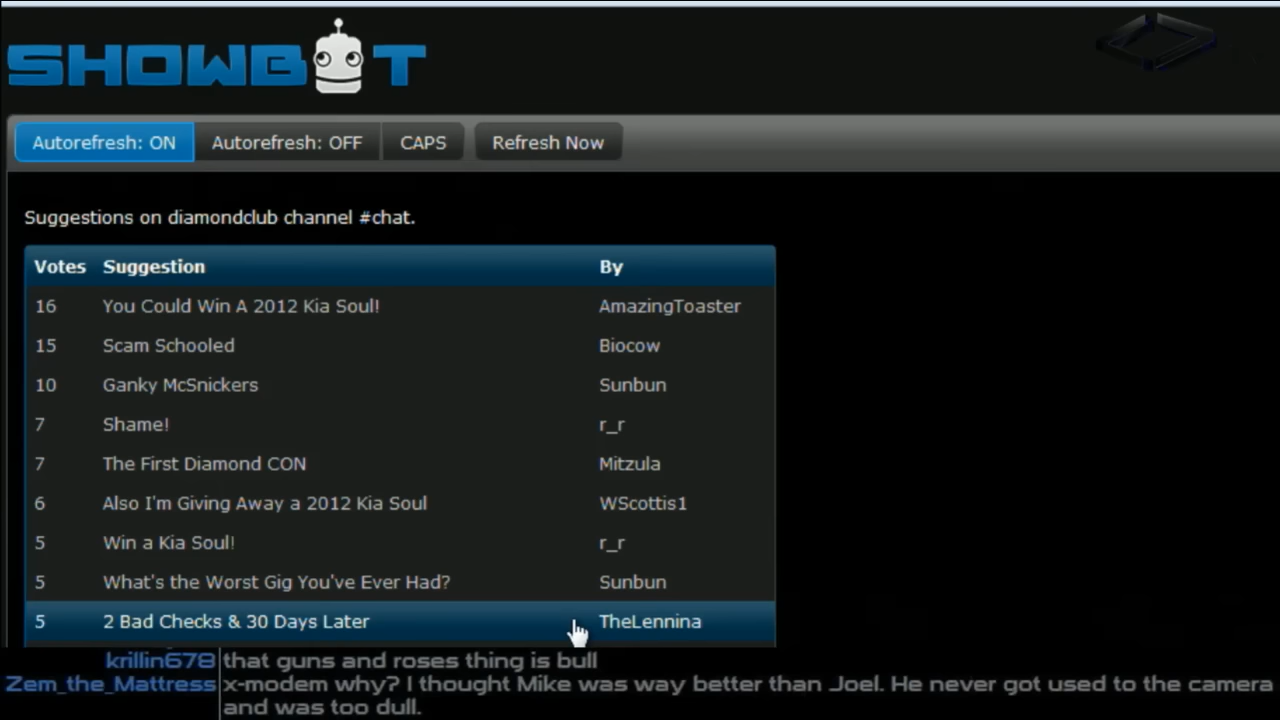 SHOWBOT
Autorefresh: ON Autorefresh: OFF CAPS Refresh Now
Suggestions on diamondclub channel #chat.
Votes Suggestion By
16 You Could Win A 2012 Kia Soul! AmazingToaster
15 Scam Schooled Biocow
10 Ganky McSnickers Sunbun
7 Shame! r_r
7 The First Diamond CON Mitzula
6 Also I'm Giving Away a 2012 Kia Soul WScottis1
5 Win a Kia Soul! r_r
5 What's the Worst Gig You've Ever Had? Sunbun
5 2 Bad Checks & 30 Days Later TheLennina
krillin678 that guns and roses thing is bull
Zem_the_Mattress x-modem why? I thought Mike was way better than Joel. He never got used to the camera
and was too dull.